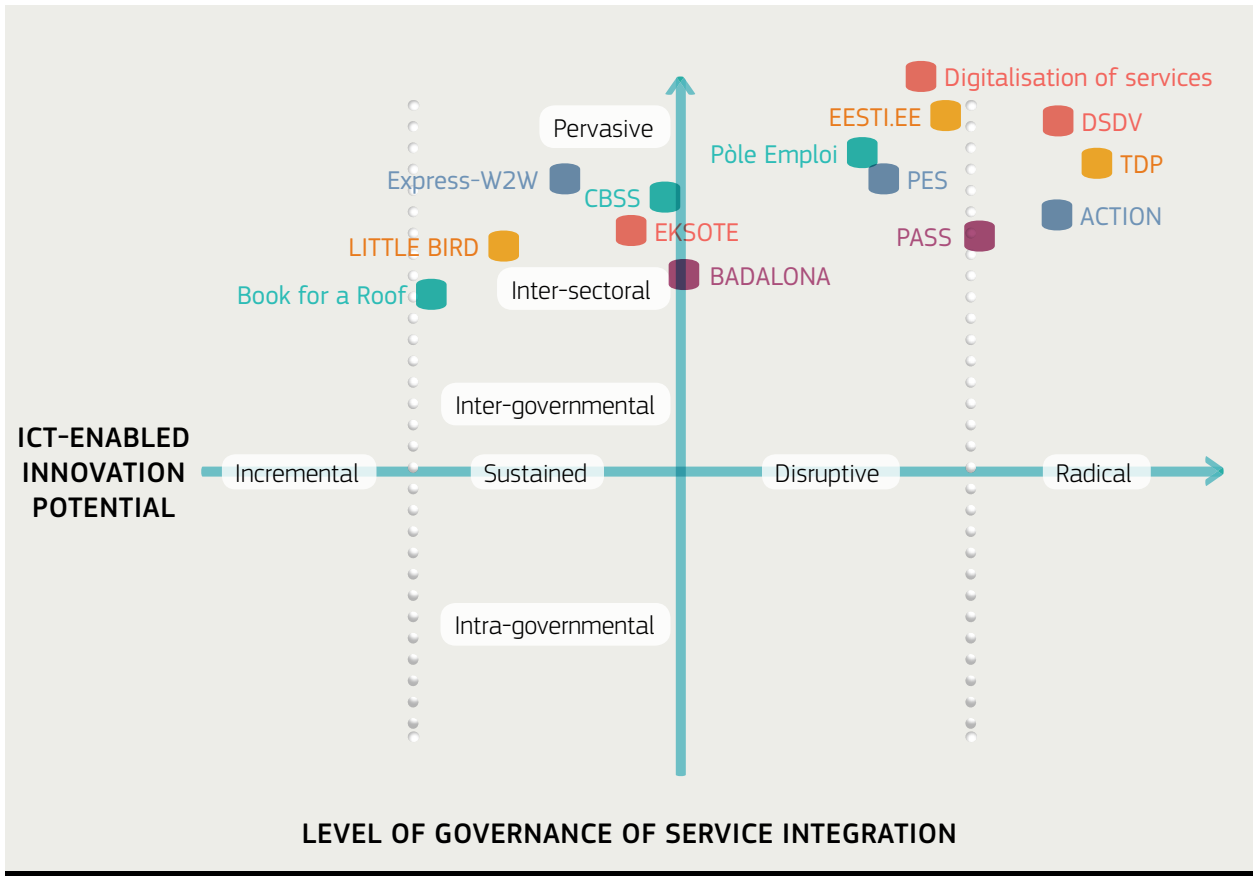 Digitalisation of services
EESTI.EE
DSDV
Pervasive
Pòle Emploi
TDP
Express-W2W
PES
CBSS
ACTION
EKSOTE
PASS
LITTLE BIRD
BADALONA
Book for a Roof
Inter-sectoral
Inter-governmental
ICT-ENABLED
INNOVATION
POTENTIAL
Incremental
Sustained
Disruptive
Radical
Intra-governmental
LEVEL OF GOVERNANCE OF SERVICE INTEGRATION